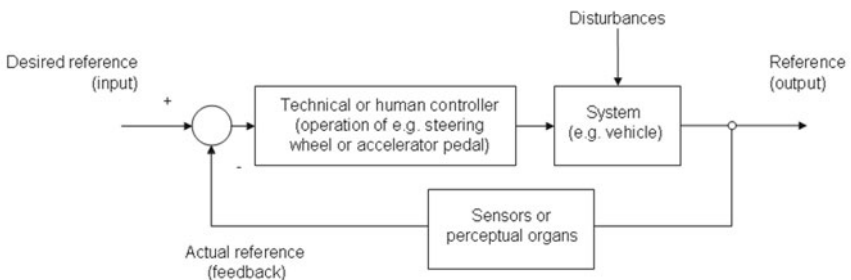 Disturbances
Desired reference
(input)
Reference
(output)
+
Technical or human controller
(operation of e.g. steering
wheel or accelerator pedal)
System
(e.g. vehicle)
-
Sensors or
perceptual organs
Actual reference
(feedback)